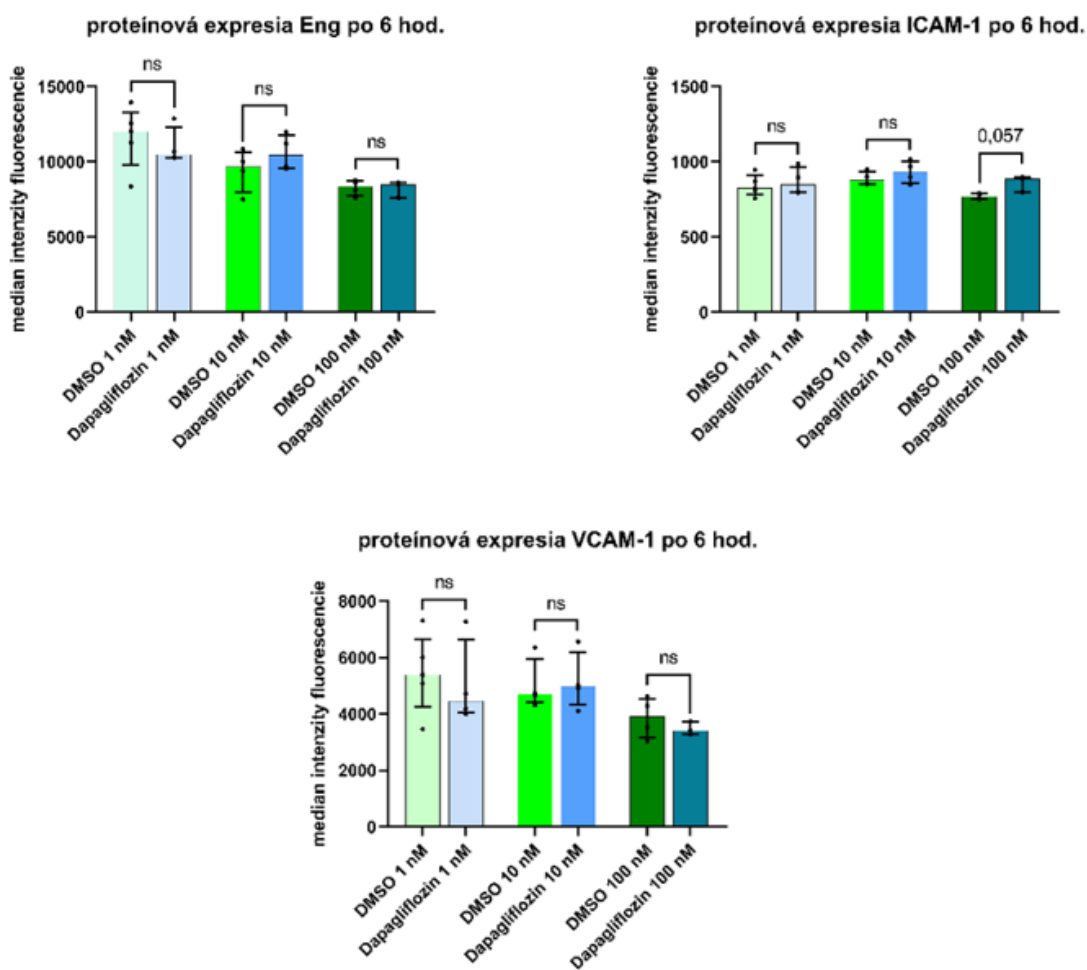 proteínová expresia Eng po 6 hod.
median intenzity fluorescencie
15000
10000
5000
0
ns
ns
ns
DMSO 1 nM
Dapagliflozin 1 nM
DMSO 10 nM
Dapagliflozin 10 nM
DMSO 100 nM
Dapagliflozin 100 nM
proteínová expresia ICAM-1 po 6 hod.
median intenzity fluorescencie
1500
1000
500
0
ns
ns
0,057
DMSO 1 nM
Dapagliflozin 1 nM
DMSO 10 nM
Dapagliflozin 10 nM
DMSO 100 nM
Dapagliflozin 100 nM
proteínová expresia VCAM-1 po 6 hod.
median intenzity fluorescencie
8000
6000
4000
2000
0
ns
ns
ns
DMSO 1 nM
Dapagliflozin 1 nM
DMSO 10 nM
Dapagliflozin 10 nM
DMSO 100 nM
Dapagliflozin 100 nM